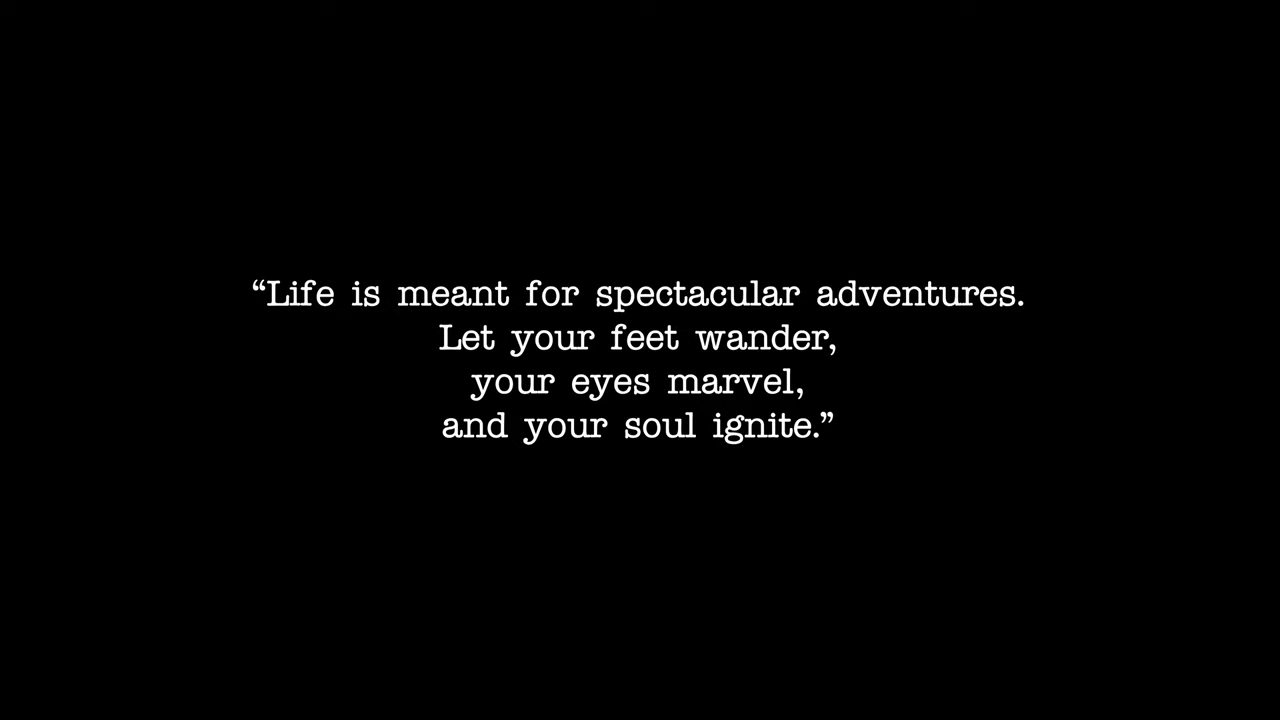 “Life is meant for spectacular adventures.
Let your feet wander,
your eyes marvel,
and your soul ignite.”